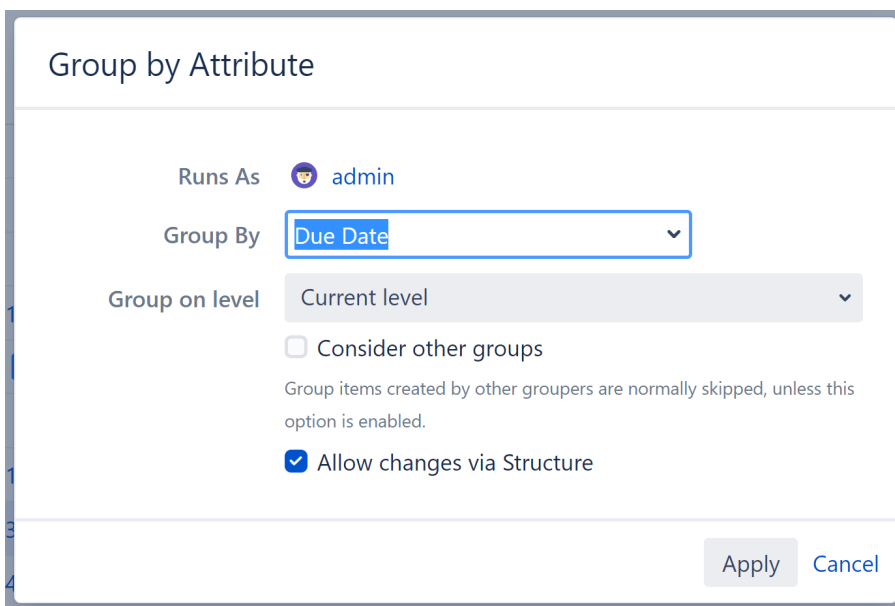 Group by Attribute
Runs As admin
Group By Due Date
Group on level Current level
Consider other groups
Group items created by other groupers are normally skipped, unless this
option is enabled.
Allow changes via Structure
Apply Cancel